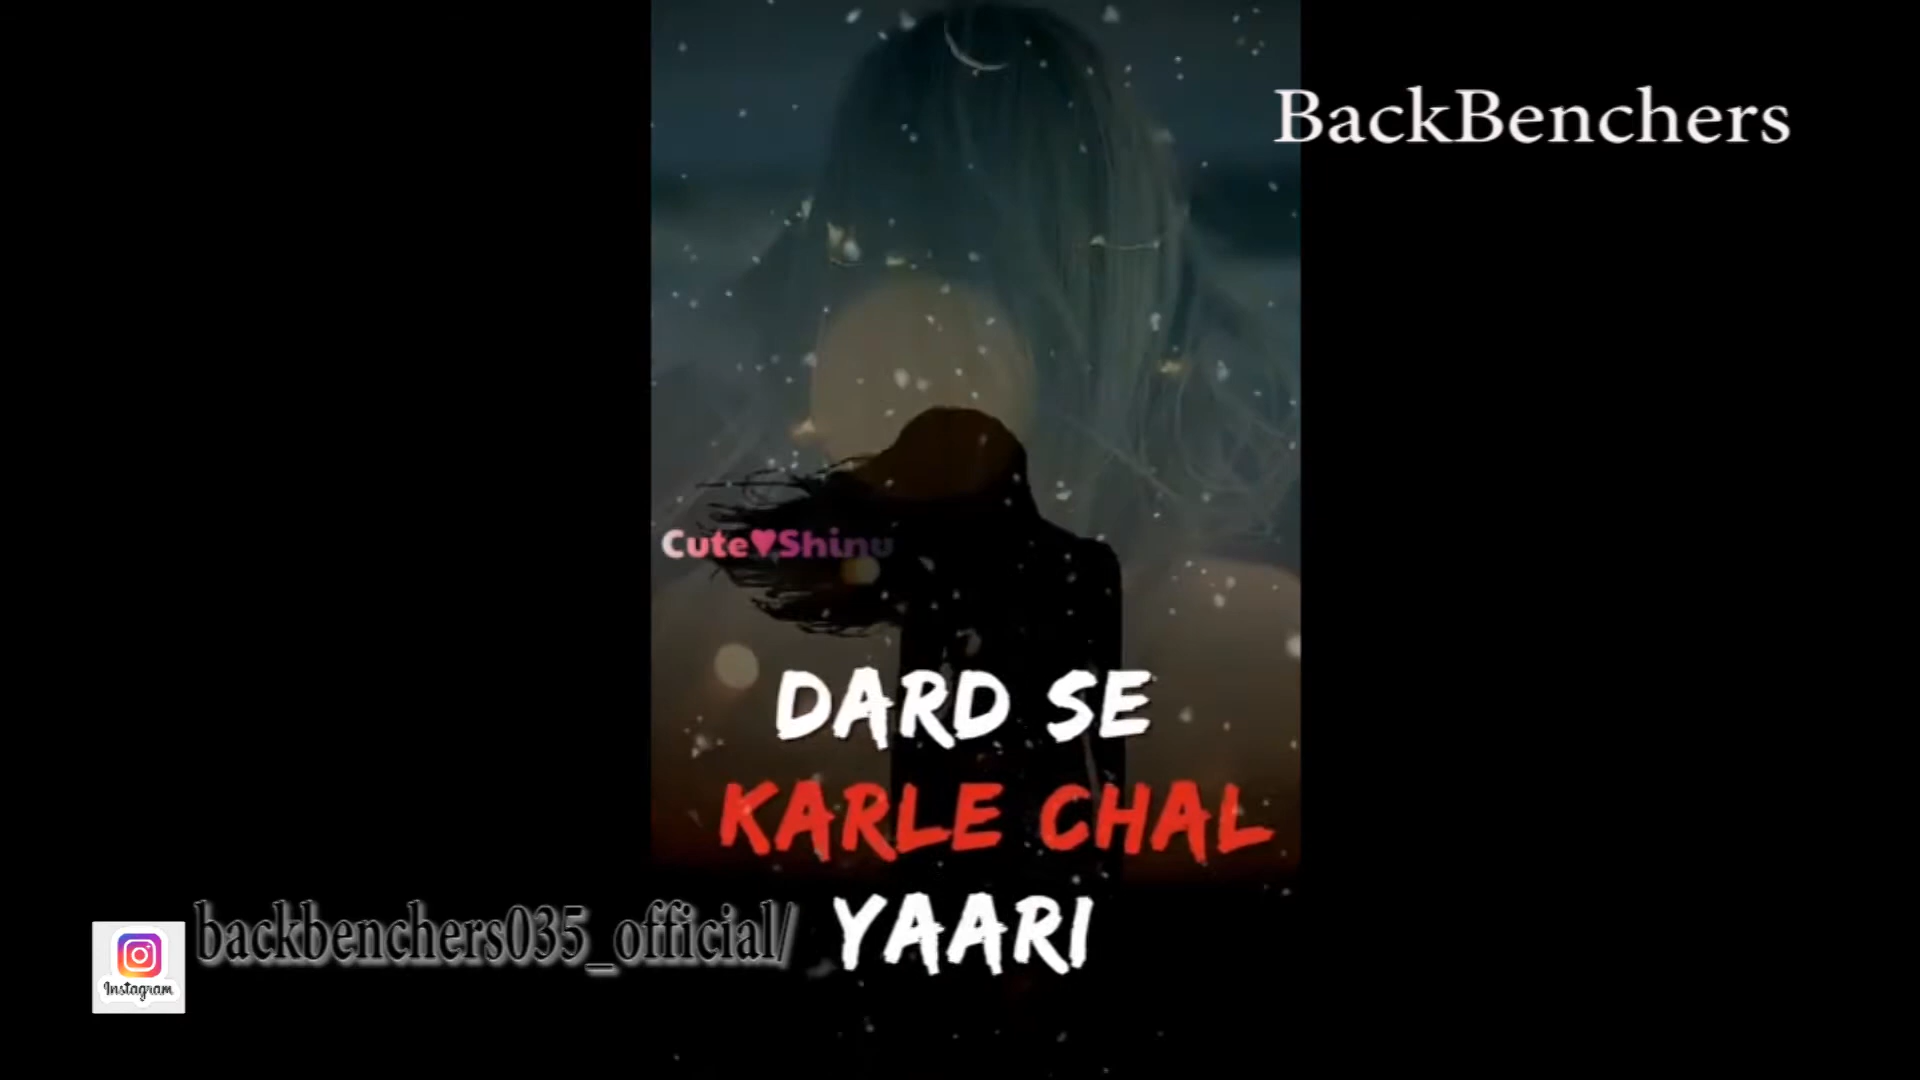 BackBenchers
Cute♥Shinu
DARD SE
KARLE CHAL
YAARI
backbenchers035_official/
Instagram